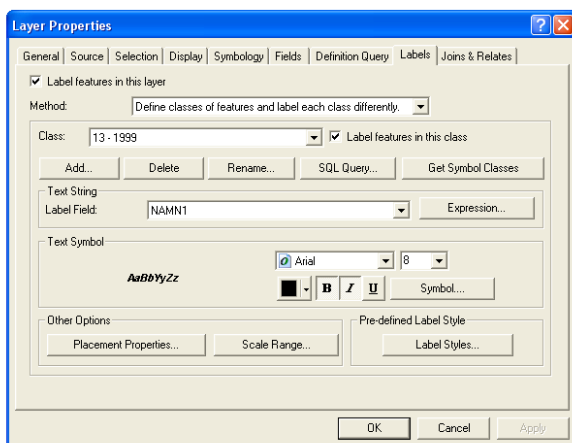 Layer Properties
General Source Selection Display Symbology Fields Definition Query Labels Joins & Relates
Label features in this layer
Method: Define classes of features and label each class differently.
Class: 13 - 1999 Label features in this class
Add... Delete Rename... SQL Query... Get Symbol Classes
Text String
Label Field: NAMN1 Expression...
Text Symbol
AaBbYyZz
Arial 8
B I U Symbol....
Other Options Pre-defined Label Style
Placement Properties... Scale Range... Label Styles...
OK Cancel Apply